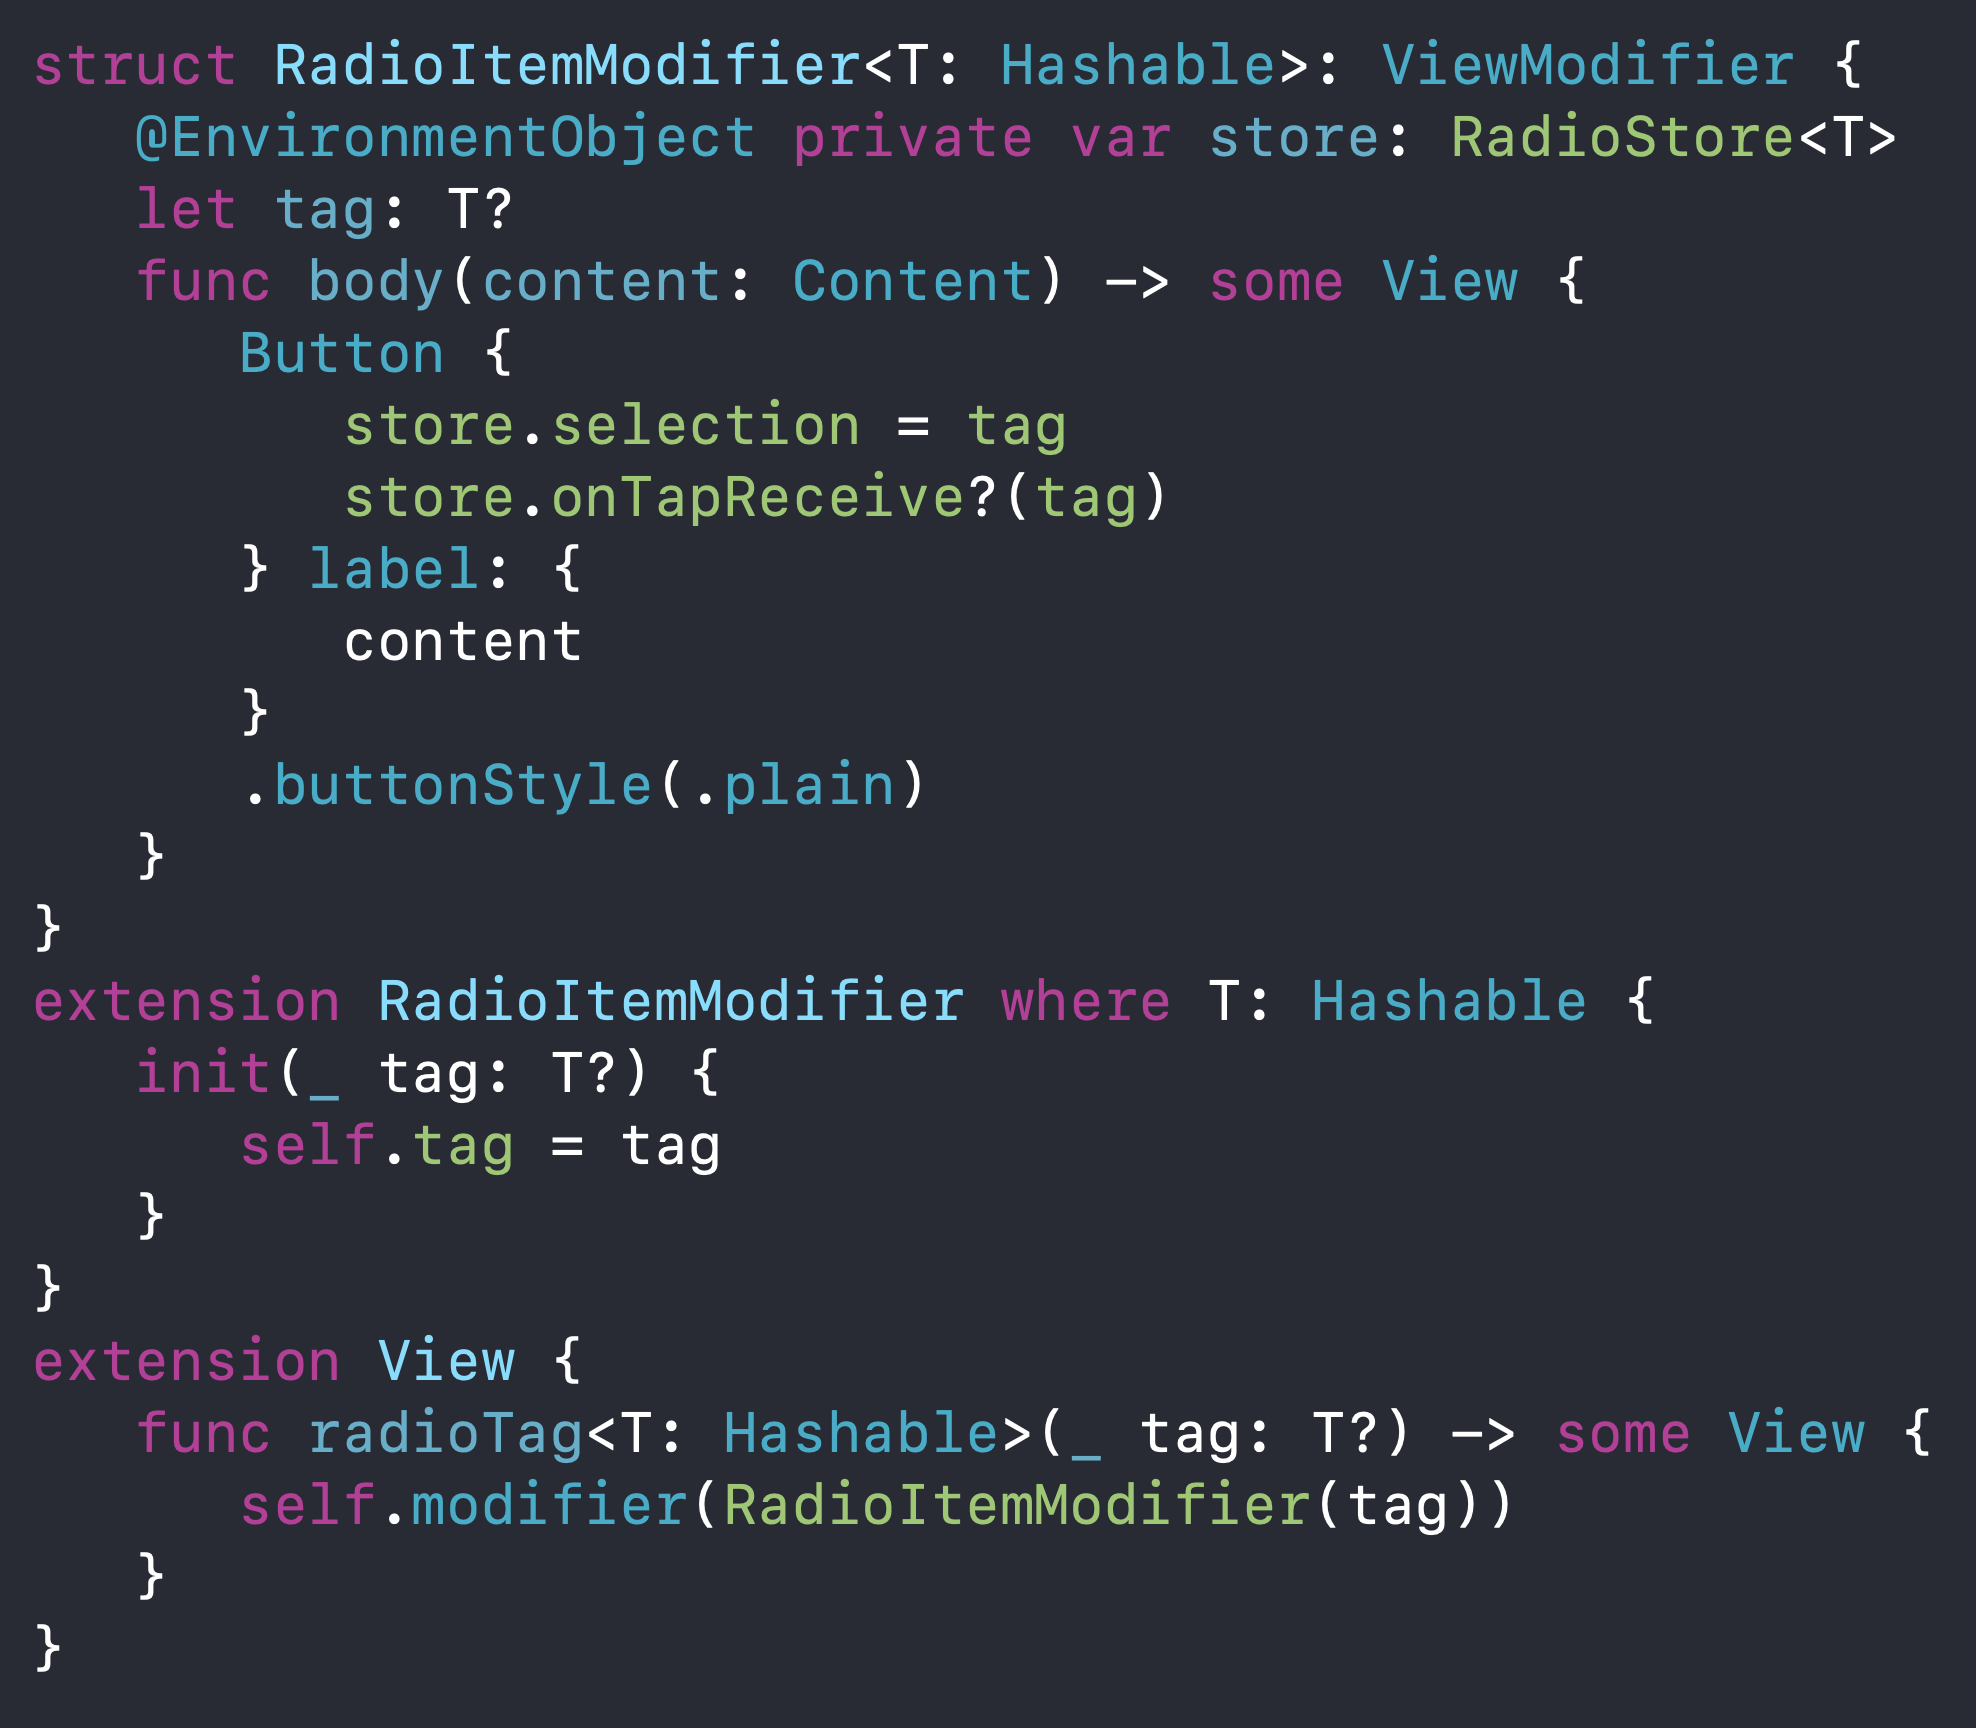 struct RadioItemModifier<T: Hashable>: ViewModifier {
   @EnvironmentObject private var store: RadioStore<T>
   let tag: T?
   func body(content: Content) -> some View {
      Button {
         store.selection = tag
         store.onTapReceive?(tag)
      } label: {
         content
      }
      .buttonStyle(.plain)
   }
}
extension RadioItemModifier where T: Hashable {
   init(_ tag: T?) {
      self.tag = tag
   }
}
extension View {
   func radioTag<T: Hashable>(_ tag: T?) -> some View {
      self.modifier(RadioItemModifier(tag))
   }
}